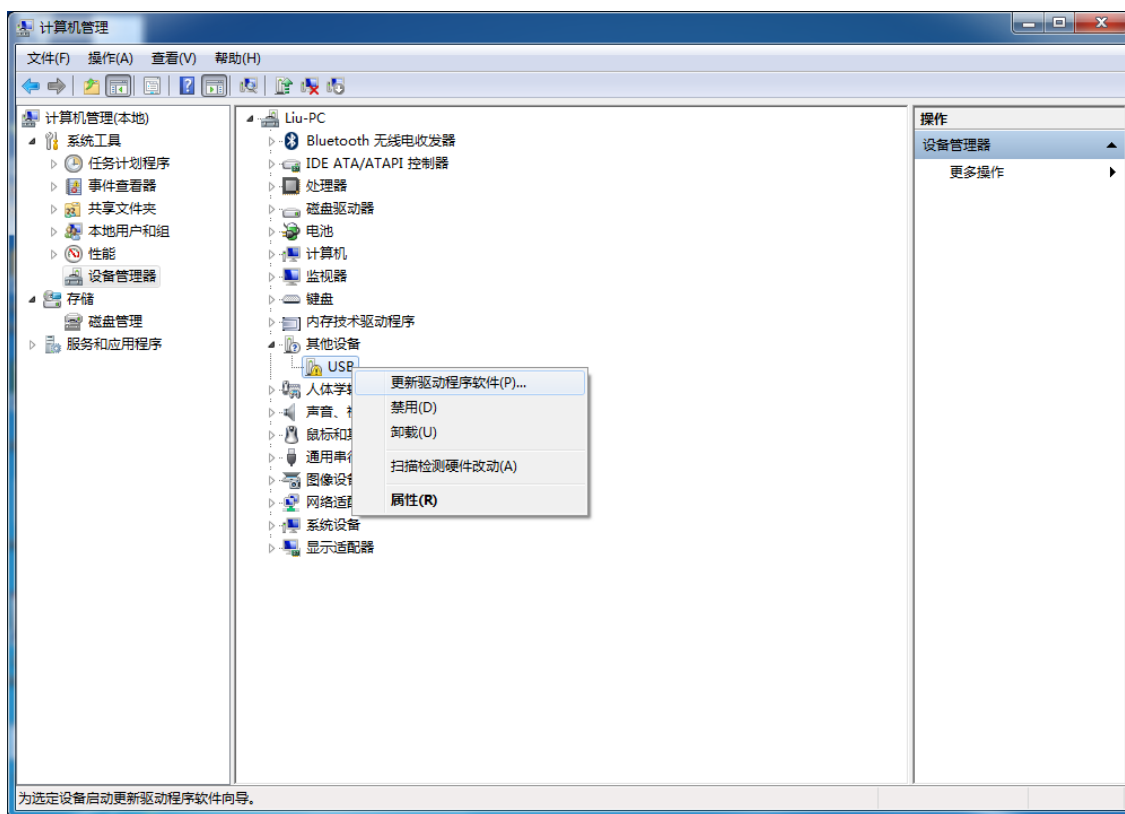 计算机管理
文件(F) 操作(A) 查看(V) 帮助(H)
计算机管理(本地)
系统工具
任务计划程序
事件查看器
共享文件夹
本地用户和组
性能
设备管理器
存储
磁盘管理
服务和应用程序
Liu-PC
Bluetooth 无线电收发器
IDE ATA/ATAPI 控制器
处理器
磁盘驱动器
电池
计算机
监视器
键盘
内存技术驱动程序
其他设备
USB
人体学
声音、
鼠标和
通用串
图像设
网络适
系统设备
显示适配器
更新驱动程序软件(P)...
禁用(D)
卸载(U)
扫描检测硬件改动(A)
属性(R)
操作
设备管理器
更多操作
为选定设备启动更新驱动程序软件向导。